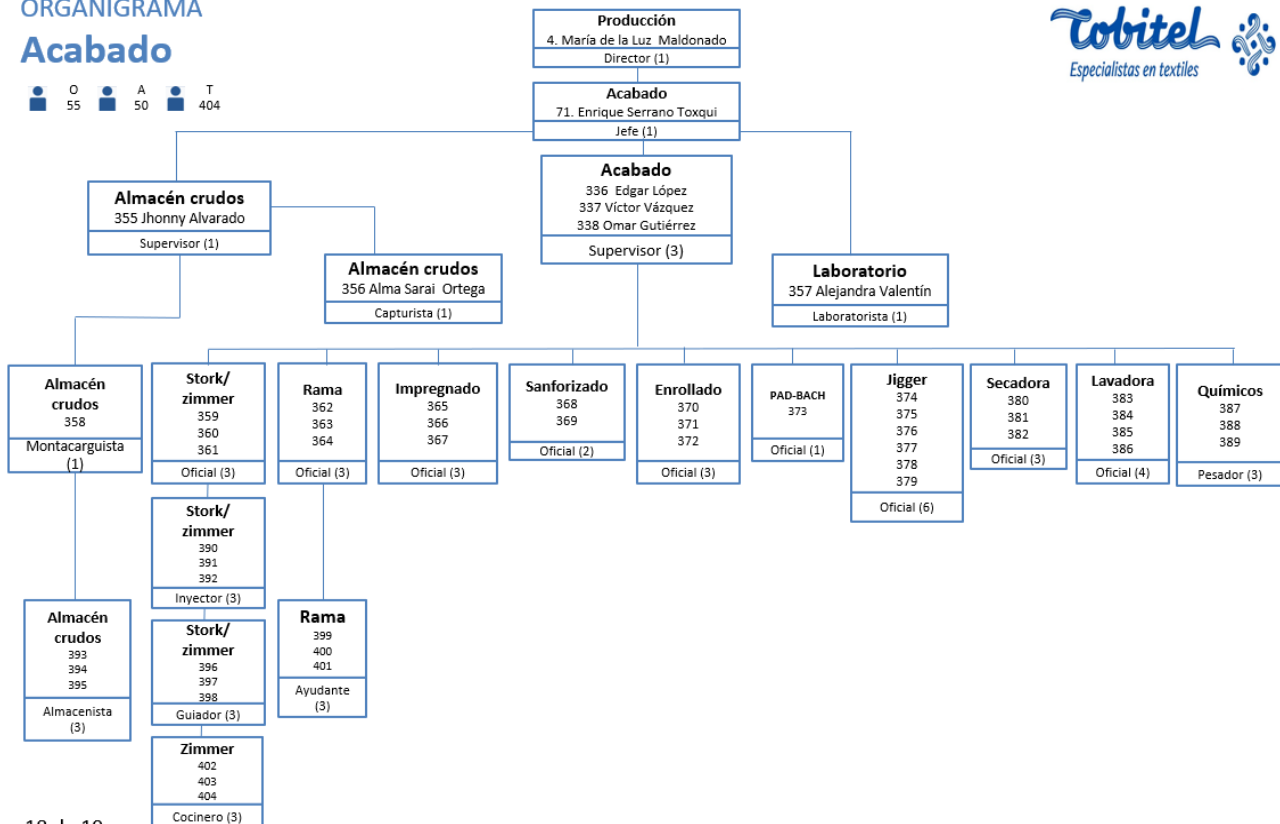 ORGANIGRAMA
Acabado
O
55
A
50
T
404
Tobitel
Especialistas en textiles
Producción
4. María de la Luz Maldonado
Director (1)
Acabado
71. Enrique Serrano Toxqui
Jefe (1)
Almacén crudos
355 Jhonny Alvarado
Supervisor (1)
Acabado
336 Edgar López
337 Víctor Vázquez
338 Omar Gutiérrez
Supervisor (3)
Almacén crudos
356 Alma Sarai Ortega
Capturista (1)
Laboratorio
357 Alejandra Valentín
Laboratorista (1)
Almacén
crudos
358
Montacarguista
(1)
Stork/
zimmer
359
360
361
Oficial (3)
Rama
362
363
364
Oficial (3)
Impregnado
365
366
367
Oficial (3)
Sanforizado
368
369
Oficial (2)
Enrollado
370
371
372
Oficial (3)
PAD-BACH
373
Oficial (1)
Jigger
374
375
376
377
378
379
Oficial (6)
Secadora
380
381
382
Oficial (3)
Lavadora
383
384
385
386
Oficial (4)
Químicos
387
388
389
Pesador (3)
Stork/
zimmer
390
391
392
Inyector (3)
Almacén
crudos
393
394
395
Almacenista
(3)
Stork/
zimmer
396
397
398
Guiador (3)
Rama
399
400
401
Ayudante
(3)
Zimmer
402
403
404
Cocinero (3)